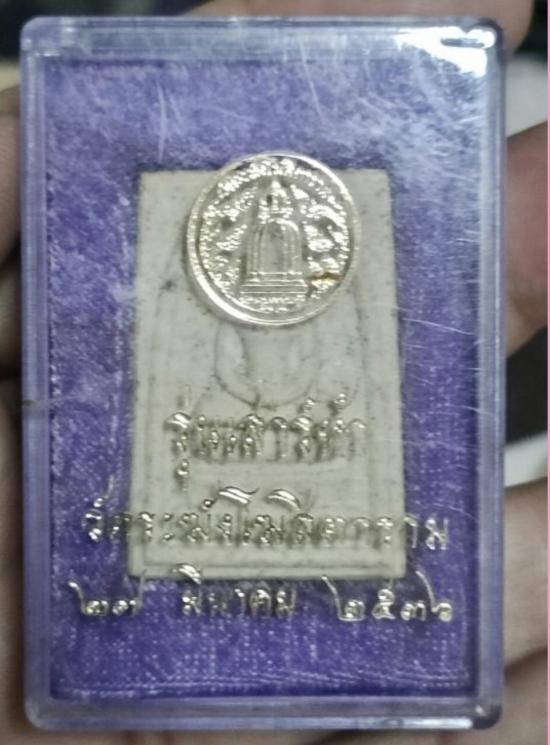 รุ่นเสาร์ห้า
วัดระฆังโฆสิตาราม
๒๗ มีนาคม ๒๕๓๖